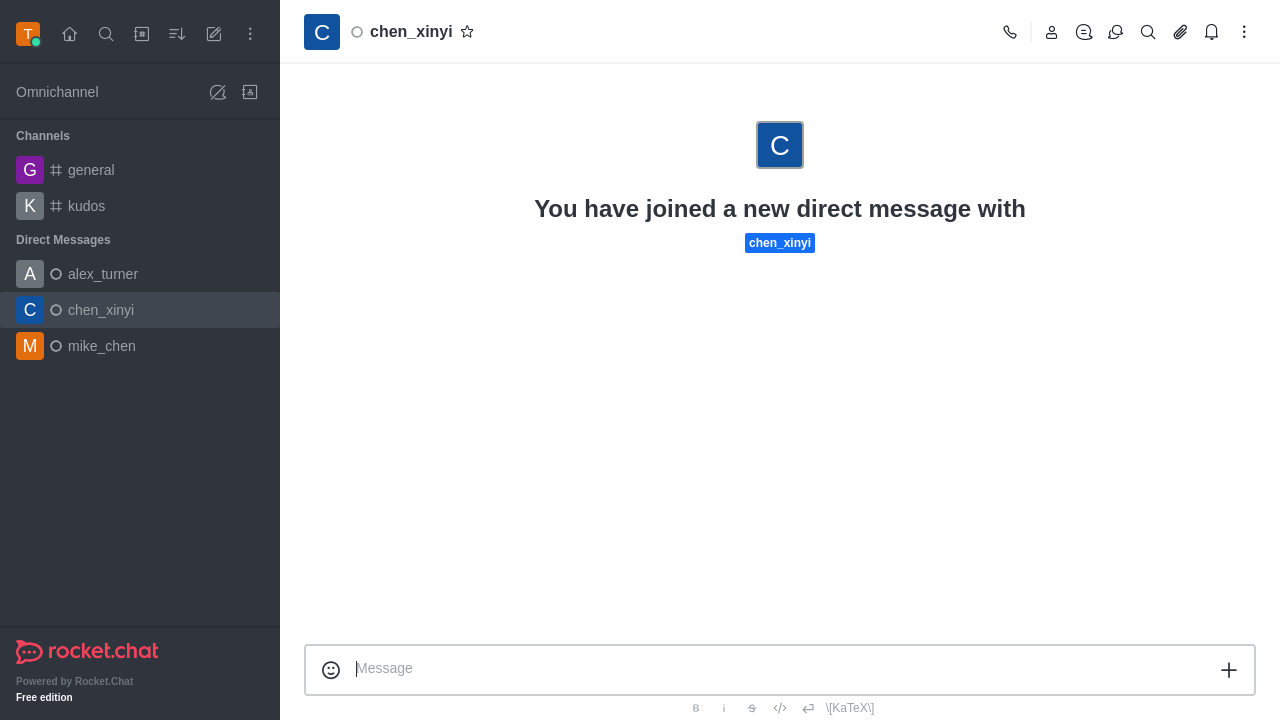 T
Omnichannel
Channels
G general
K kudos
Direct Messages
A alex_turner
C chen_xinyi
M mike_chen
rocket.chat
Powered by Rocket.Chat
Free edition
C chen_xinyi
C
You have joined a new direct message with
chen_xinyi
Message
B i S \[KaTeX\]